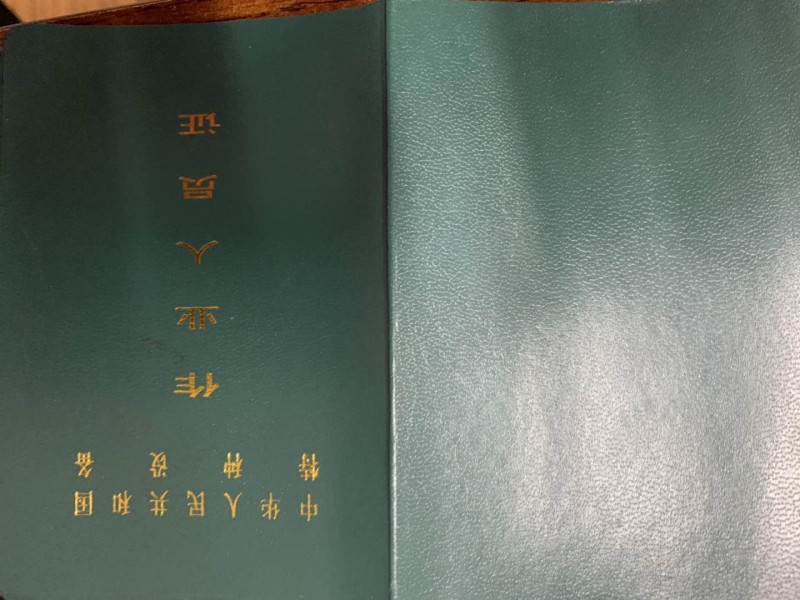 中华人民共和国
特种设备
作业人员证